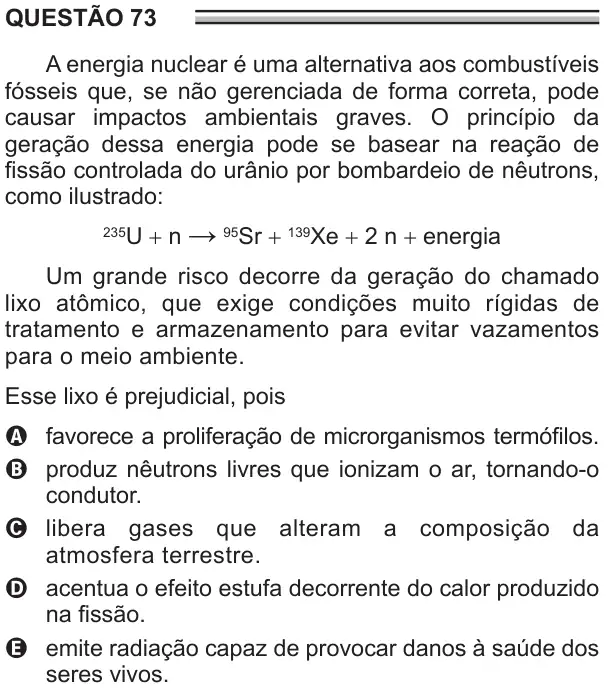 QUESTÃO 73
A energia nuclear é uma alternativa aos combustíveis
fósseis que, se não gerenciada de forma correta, pode
causar impactos ambientais graves. O princípio da
geração dessa energia pode se basear na reação de
fissão controlada do urânio por bombardeio de nêutrons,
como ilustrado:
²³⁵U + n → ⁹⁵Sr + ¹³⁹Xe + 2 n + energia
Um grande risco decorre da geração do chamado
lixo atômico, que exige condições muito rígidas de
tratamento e armazenamento para evitar vazamentos
para o meio ambiente.
Esse lixo é prejudicial, pois
A favorece a proliferação de microrganismos termófilos.
B produz nêutrons livres que ionizam o ar, tornando-o
condutor.
C libera gases que alteram a composição da
atmosfera terrestre.
D acentua o efeito estufa decorrente do calor produzido
na fissão.
E emite radiação capaz de provocar danos à saúde dos
seres vivos.